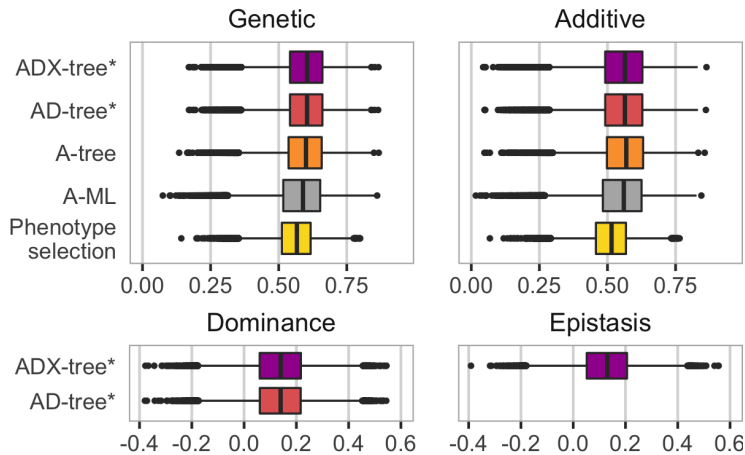 Genetic
Additive
ADX-tree*
AD-tree*
A-tree
A-ML
Phenotype
selection
0.00 0.25 0.50 0.75
0.00 0.25 0.50 0.75
Dominance
Epistasis
ADX-tree*
AD-tree*
-0.4 -0.2 0.0 0.2 0.4 0.6
-0.4 -0.2 0.0 0.2 0.4 0.6